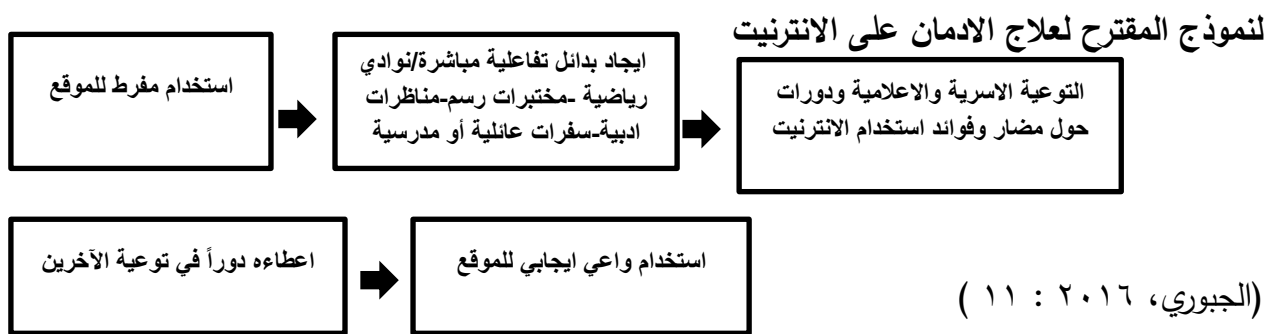 لنموذج المقترح لعلاج الادمان على الانترنيت
استخدام مفرط للموقع
ايجاد بدائل تفاعلية مباشرة/نوادي
رياضية -مختبرات رسم-مناظرات
ادبية-سفرات عائلية أو مدرسية
التوعية الاسرية والاعلامية ودورات
حول مضار وفوائد استخدام الانترنيت
اعطاءه دوراً في توعية الآخرين
استخدام واعي ايجابي للموقع
(الجبوري، ٢٠١٦ : ١١ )